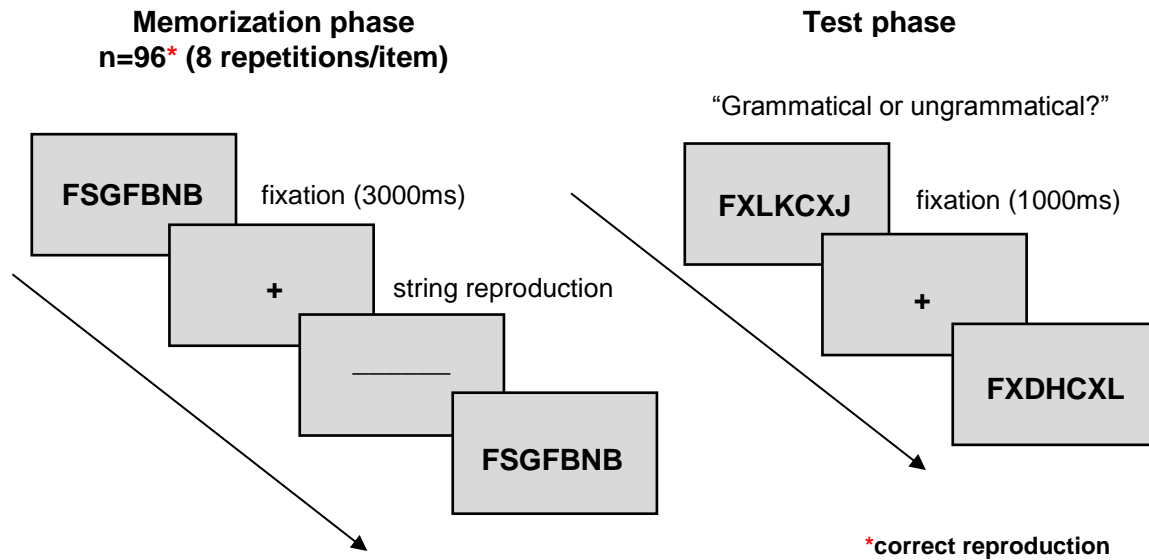 Memorization phase
n=96* (8 repetitions/item)
FSGFBNB
fixation (3000ms)
+
string reproduction
_______
FSGFBNB
Test phase
“Grammatical or ungrammatical?”
FXLKCXJ
fixation (1000ms)
+
FXDHCXL
*correct reproduction